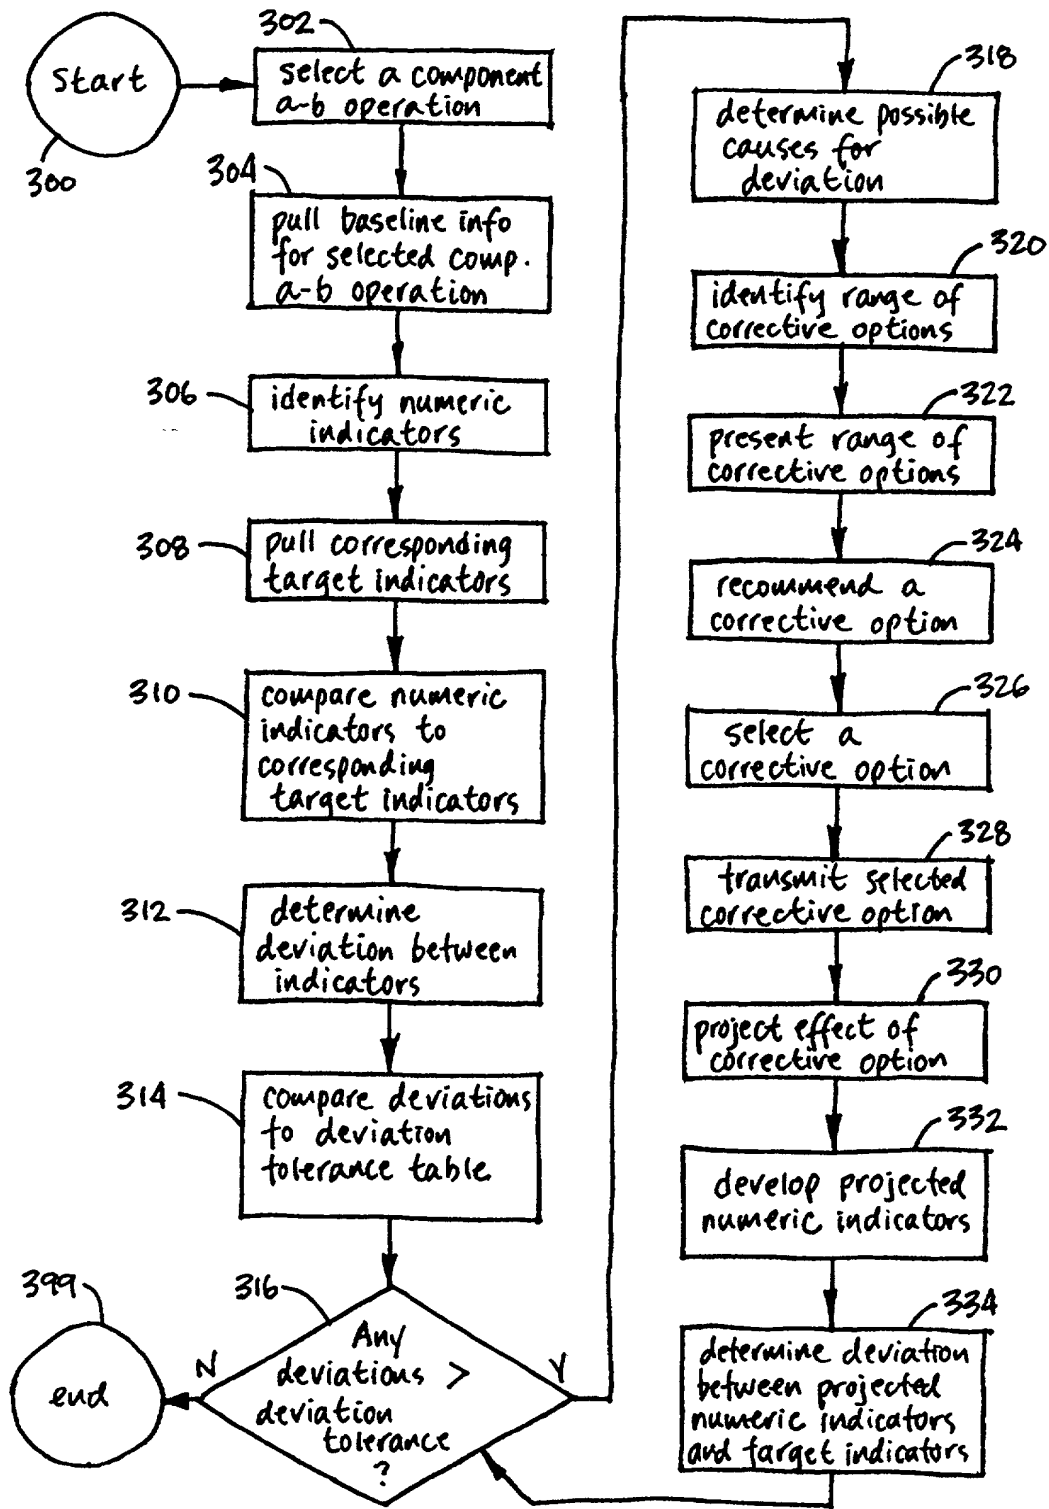 Start
300
302
select a component
a-b operation
304
pull baseline info
for selected comp.
a-b operation
306
identify numeric
indicators
308
pull corresponding
target indicators
310
compare numeric
indicators to
corresponding
target indicators
312
determine
deviation between
indicators
314
compare deviations
to deviation
tolerance table
316
Any
deviations >
deviation
tolerance
?
N
Y
399
end
318
determine possible
causes for
deviation
320
identify range of
corrective options
322
present range of
corrective options
324
recommend a
corrective option
326
select a
corrective option
328
transmit selected
corrective option
330
project effect of
corrective option
332
develop projected
numeric indicators
334
determine deviation
between projected
numeric indicators
and target indicators